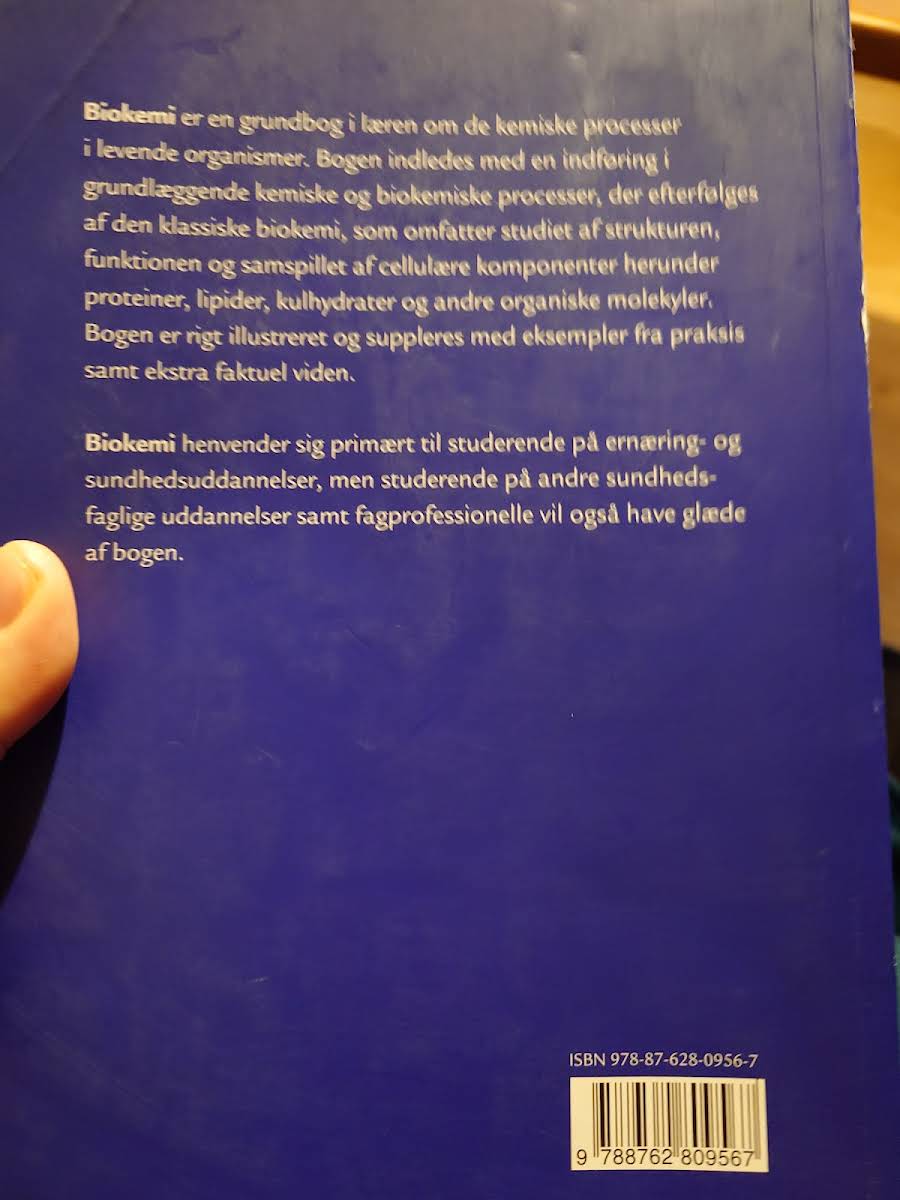 Biokemi er en grundbog i læren om de kemiske processer
i levende organismer. Bogen indledes med en indføring i
grundlæggende kemiske og biokemiske processer, der efterfølges
af den klassiske biokemi, som omfatter studiet af strukturen,
funktionen og samspillet af cellulære komponenter herunder
proteiner, lipider, kulhydrater og andre organiske molekyler.
Bogen er rigt illustreret og suppleres med eksempler fra praksis
samt ekstra faktuel viden.
Biokemi henvender sig primært til studerende på ernæring- og
sundhedsuddannelser, men studerende på andre sundheds-
faglige uddannelser samt fagprofessionelle vil også have glæde
af bogen.
ISBN 978-87-628-0956-7
9 788762 809567